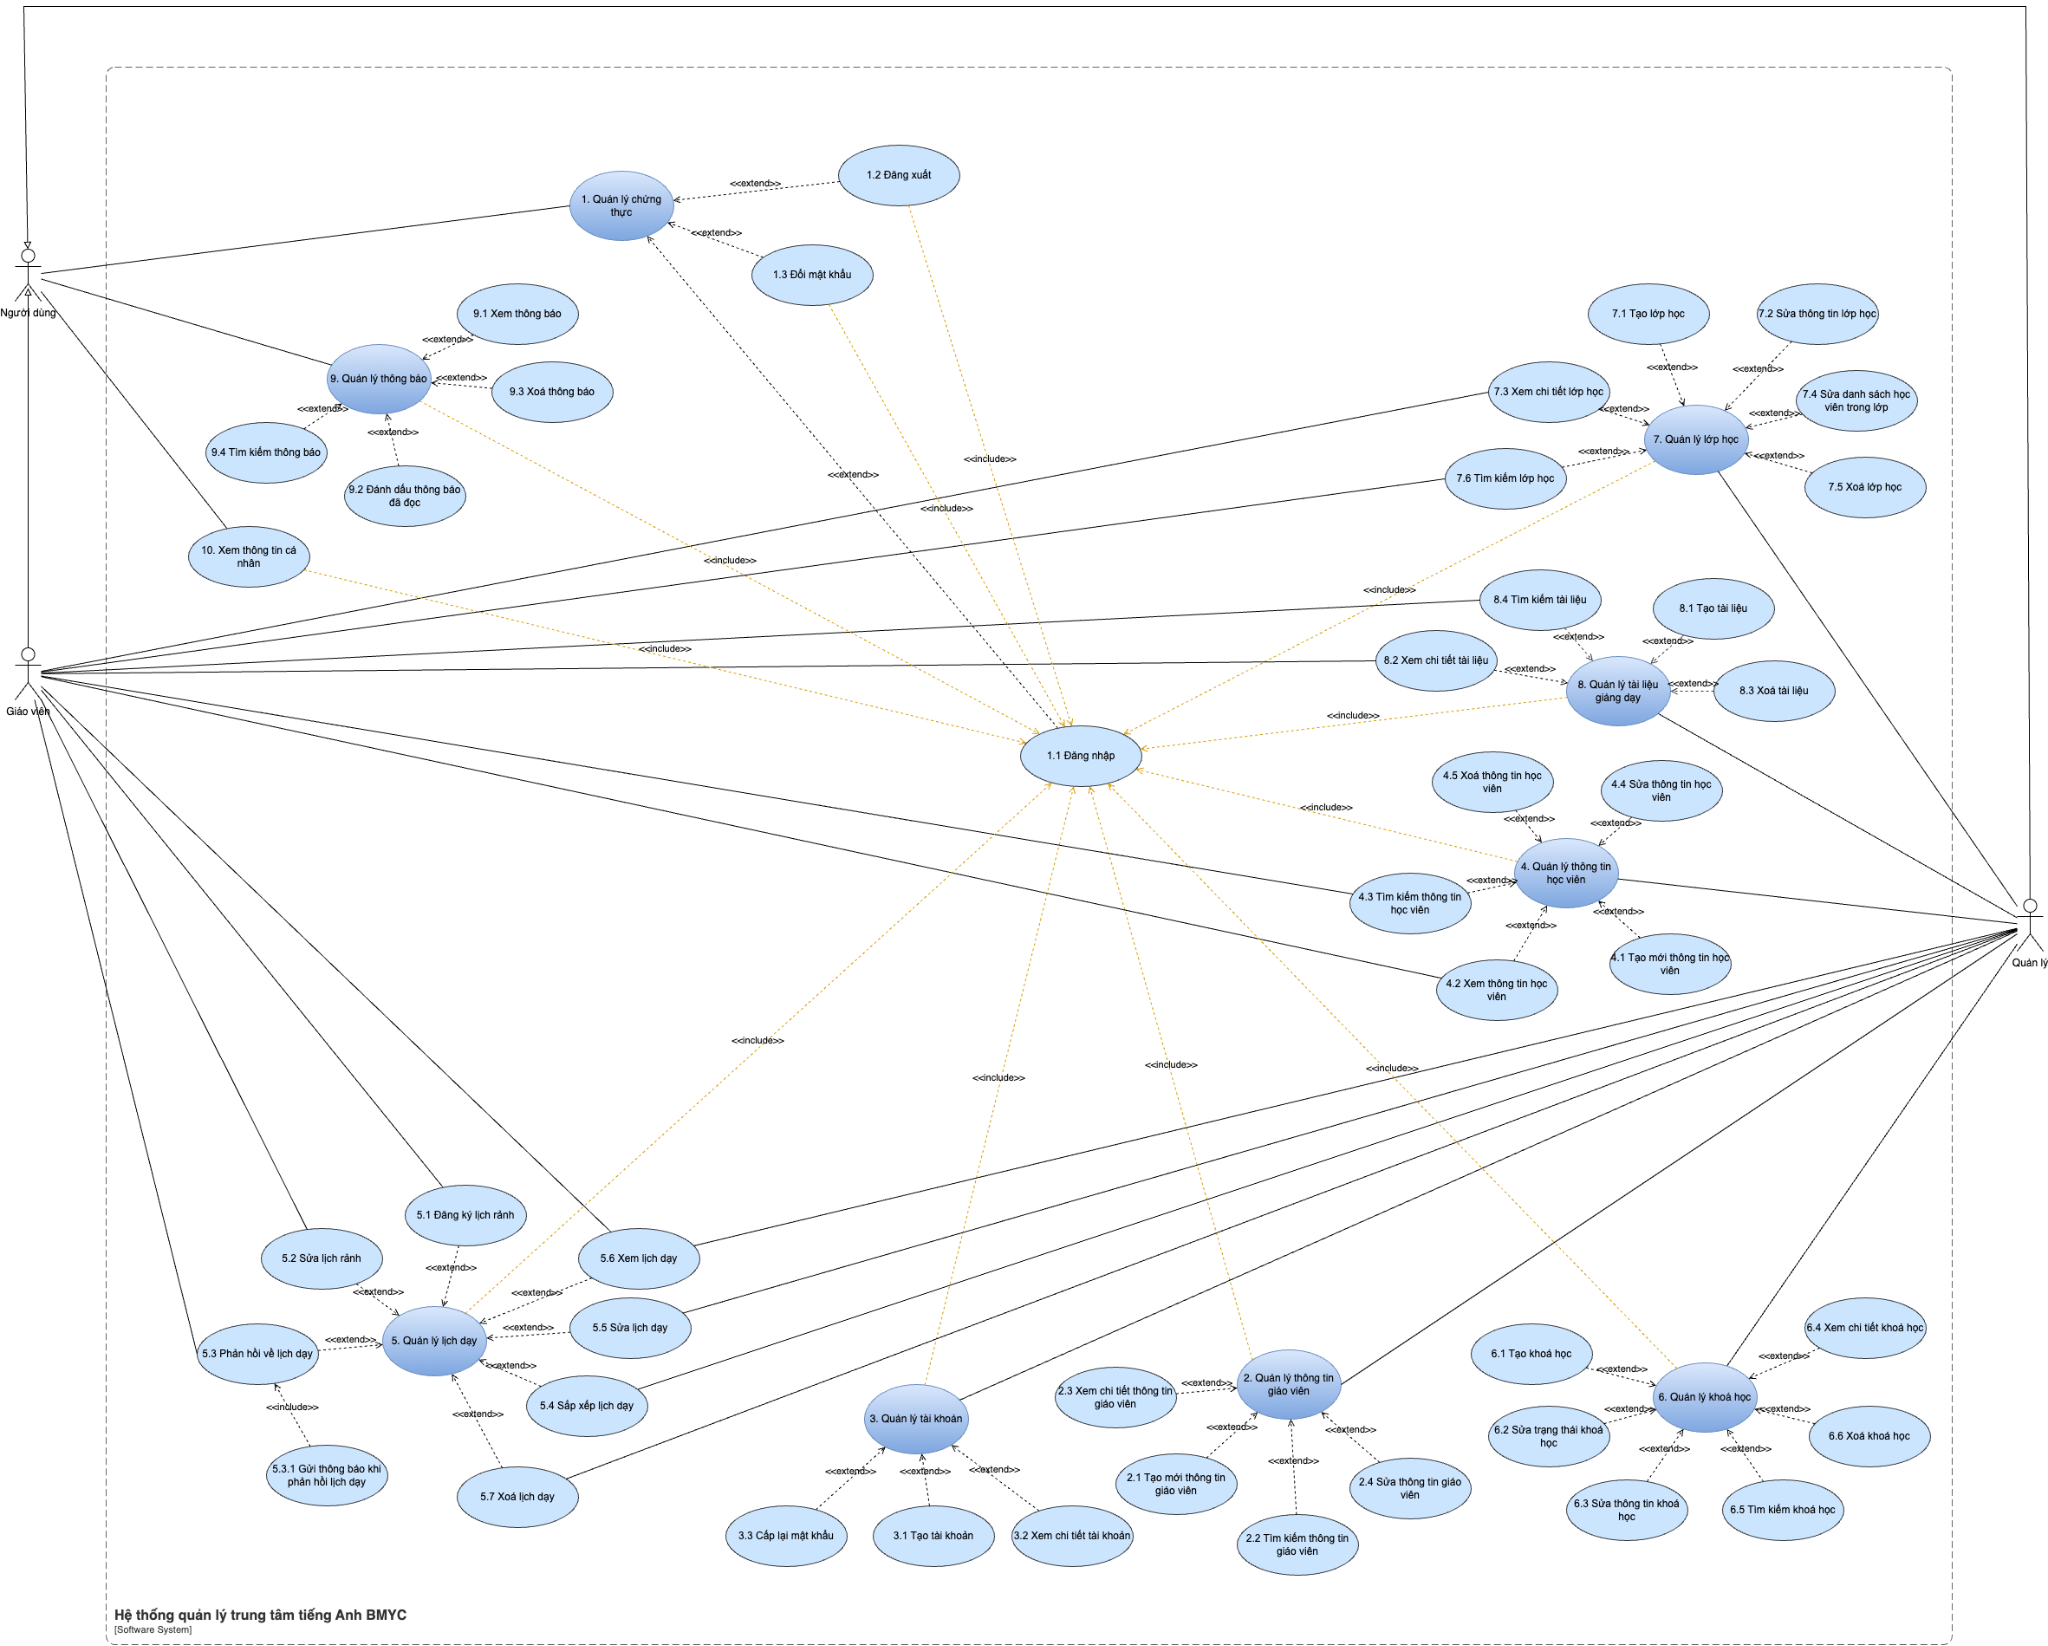 1.2 Đăng xuất
<<extend>>
1. Quản lý chứng
thực
<<extend>>
1.3 Đổi mật khẩu
Người dùng
9.1 Xem thông báo
<<extend>>
9. Quản lý thông báo
<<extend>>
9.3 Xoá thông báo
<<extend>>
<<extend>>
9.4 Tìm kiếm thông báo
9.2 Đánh dấu thông báo
đã đọc
10. Xem thông tin cá
nhân
<<include>>
<<extend>>
<<include>>
<<include>>
<<include>>
7.1 Tạo lớp học
7.2 Sửa thông tin lớp học
<<extend>>
<<extend>>
7.3 Xem chi tiết lớp học
<<extend>>
7.4 Sửa danh sách học
viên trong lớp
<<extend>>
7. Quản lý lớp học
<<extend>>
<<extend>>
7.6 Tìm kiếm lớp học
7.5 Xoá lớp học
<<include>>
8.4 Tìm kiếm tài liệu
8.1 Tạo tài liệu
<<extend>>
<<extend>>
8.2 Xem chi tiết tài liệu
<<extend>>
8. Quản lý tài liệu
giảng dạy
<<extend>>
8.3 Xoá tài liệu
<<include>>
Giáo viên
1.1 Đăng nhập
4.5 Xoá thông tin học
viên
4.4 Sửa thông tin học
viên
<<include>>
<<extend>>
<<extend>>
4. Quản lý thông tin
học viên
<<extend>>
4.3 Tìm kiếm thông tin
học viên
<<extend>>
<<extend>>
4.1 Tạo mới thông tin học
viên
4.2 Xem thông tin học
viên
Quản lý
<<include>>
<<include>>
<<include>>
<<include>>
5.1 Đăng ký lịch rảnh
5.2 Sửa lịch rảnh
5.6 Xem lịch dạy
<<extend>>
<<extend>>
<<extend>>
5.5 Sửa lịch dạy
<<extend>>
5. Quản lý lịch dạy
<<extend>>
5.3 Phản hồi về lịch dạy
<<extend>>
5.4 Sắp xếp lịch dạy
<<include>>
<<extend>>
5.3.1 Gửi thông báo khi
phản hồi lịch dạy
5.7 Xoá lịch dạy
3. Quản lý tài khoản
<<extend>>
<<extend>>
<<extend>>
3.3 Cấp lại mật khẩu
3.1 Tạo tài khoản
3.2 Xem chi tiết tài khoản
2.3 Xem chi tiết thông tin
giáo viên
<<extend>>
2. Quản lý thông tin
giáo viên
<<extend>>
<<extend>>
<<extend>>
2.1 Tạo mới thông tin
giáo viên
2.4 Sửa thông tin giáo
viên
2.2 Tìm kiếm thông tin
giáo viên
6.4 Xem chi tiết khoá học
6.1 Tạo khoá học
<<extend>>
<<extend>>
6. Quản lý khoá học
<<extend>>
<<extend>>
6.2 Sửa trạng thái khoá
học
6.6 Xoá khoá học
<<extend>>
<<extend>>
6.3 Sửa thông tin khoá
học
6.5 Tìm kiếm khoá học
Hệ thống quản lý trung tâm tiếng Anh BMYC
[Software System]